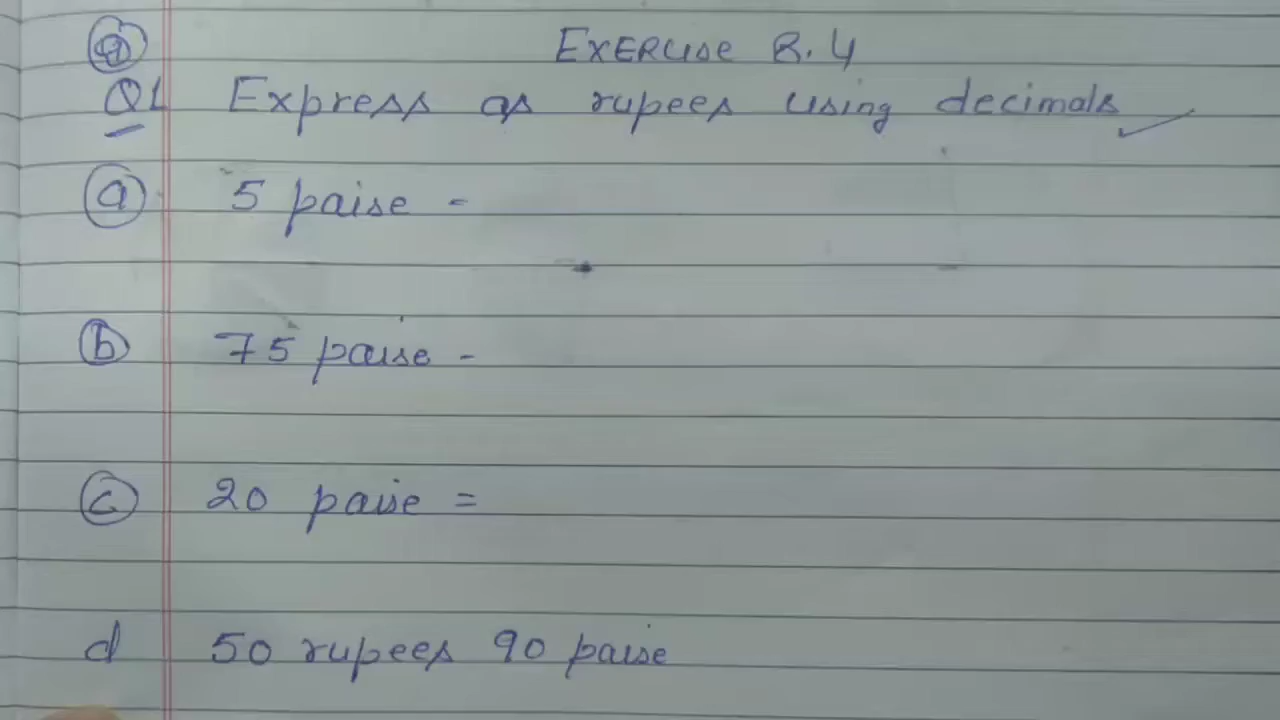 Exercise 8.4
Q1 Express as rupees using decimals
a 5 paise -
b 75 paise -
c 20 paise =
d 50 rupees 90 paise